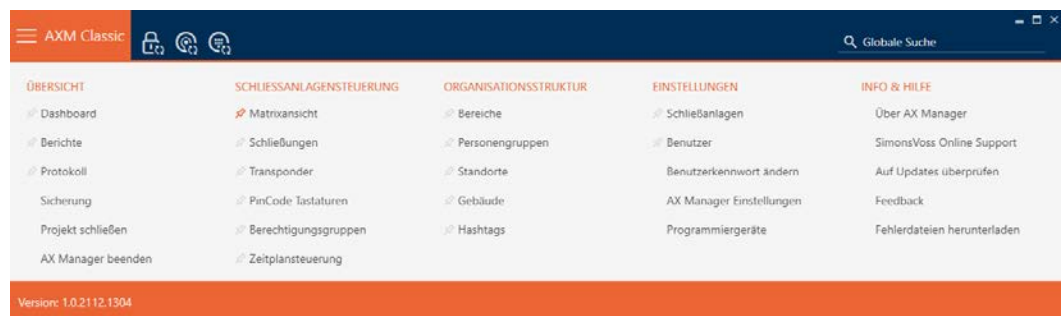 AXM Classic
Globale Suche
ÜBERSICHT
Dashboard
Berichte
Protokoll
Sicherung
Projekt schließen
AX Manager beenden
SCHLIESSANLAGENSTEUERUNG
Matrixansicht
Schließungen
Transponder
PinCode Tastaturen
Berechtigungsgruppen
Zeitplansteuerung
ORGANISATIONSSTRUKTUR
Bereiche
Personengruppen
Standorte
Gebäude
Hashtags
EINSTELLUNGEN
Schließanlagen
Benutzer
Benutzerkennwort ändern
AX Manager Einstellungen
Programmiergeräte
INFO & HILFE
Über AX Manager
SimonsVoss Online Support
Auf Updates überprüfen
Feedback
Fehlerdateien herunterladen
Version: 1.0.2112.1304